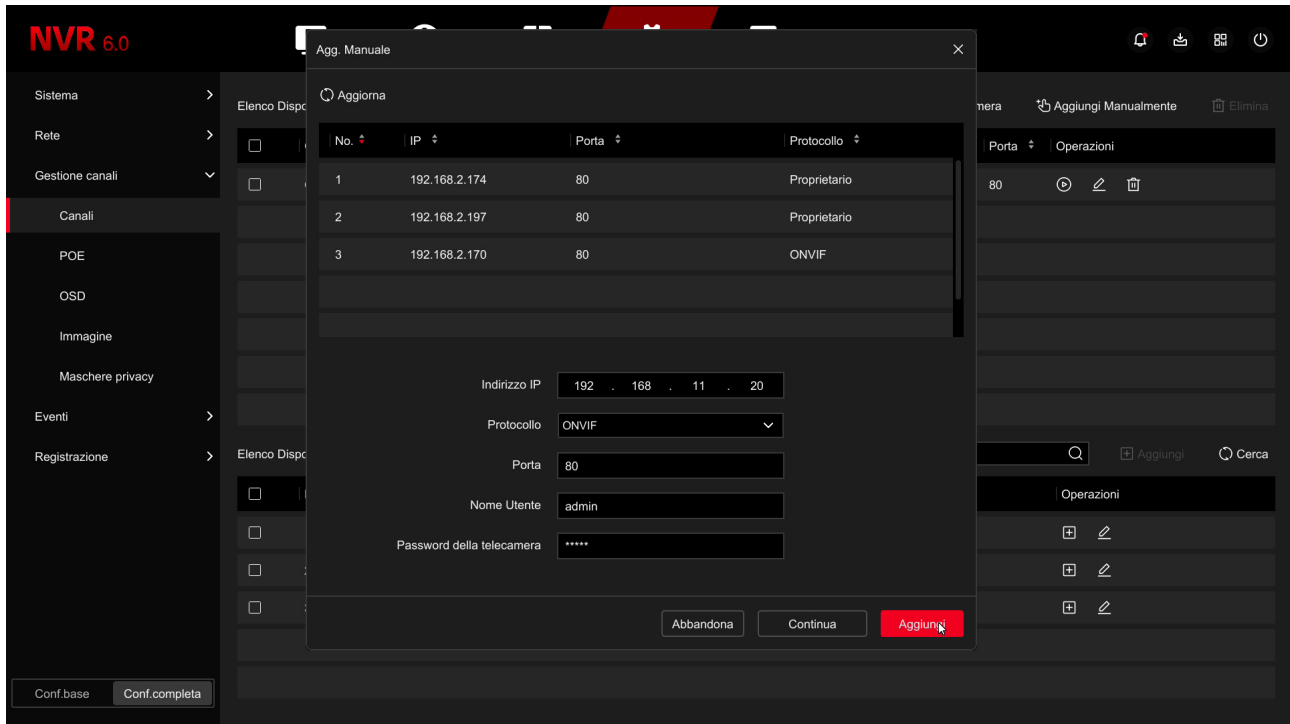 NVR 6.0
Agg. Manuale
Sistema
Rete
Gestione canali
Canali
POE
OSD
Immagine
Maschere privacy
Eventi
Registrazione
Conf.base Conf.completa
Elenco
Aggiungi Manualmente Elimina
Porta Operazioni
80
Aggiorna
No. IP Porta Protocollo
1 192.168.2.174 80 Proprietario
2 192.168.2.197 80 Proprietario
3 192.168.2.170 80 ONVIF
Indirizzo IP 192 . 168 . 11 . 20
Protocollo ONVIF
Porta 80
Nome Utente admin
Password della telecamera *****
Abbandona Continua Aggiungi
Elenco
Aggiungi Cerca
Operazioni